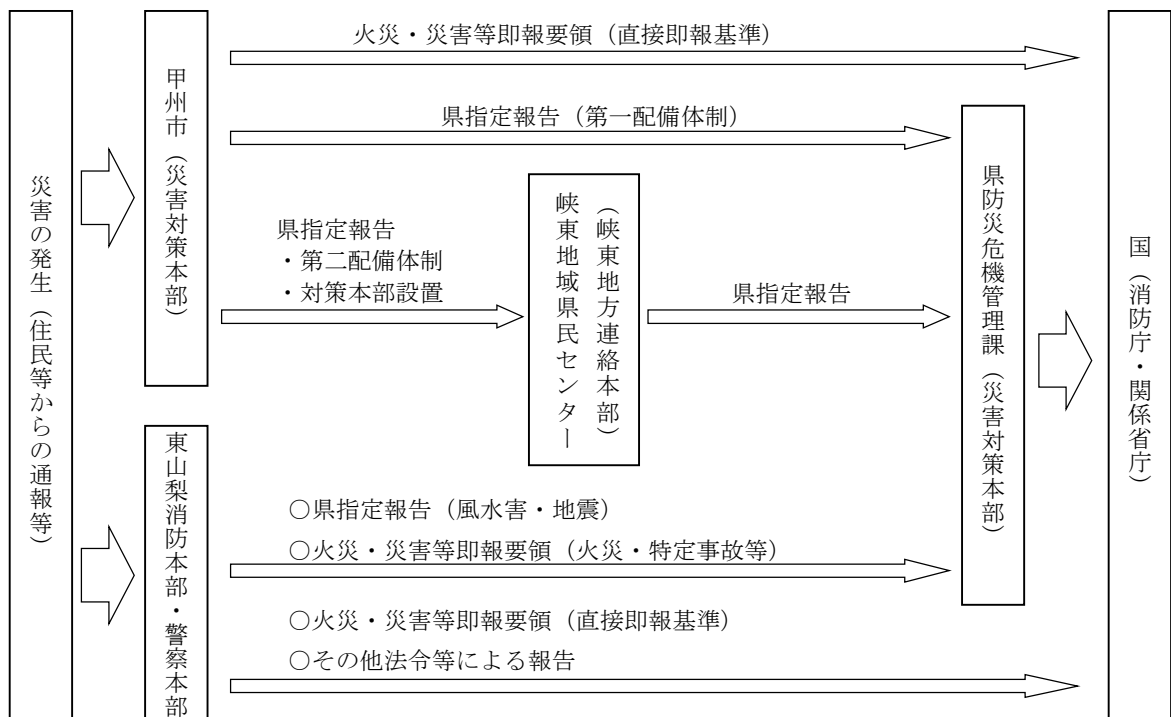 災害の発生（住民等からの通報等）
甲州市（災害対策本部）
東山梨消防本部・警察本部
火災・災害等即報要領（直接即報基準）
県指定報告（第一配備体制）
県指定報告
・第二配備体制
・対策本部設置
（峡東地方連絡本部）
峡東地域県民センター
県指定報告
○県指定報告（風水害・地震）
○火災・災害等即報要領（火災・特定事故等）
○火災・災害等即報要領（直接即報基準）
○その他法令等による報告
県防災危機管理課（災害対策本部）
国（消防庁・関係省庁）